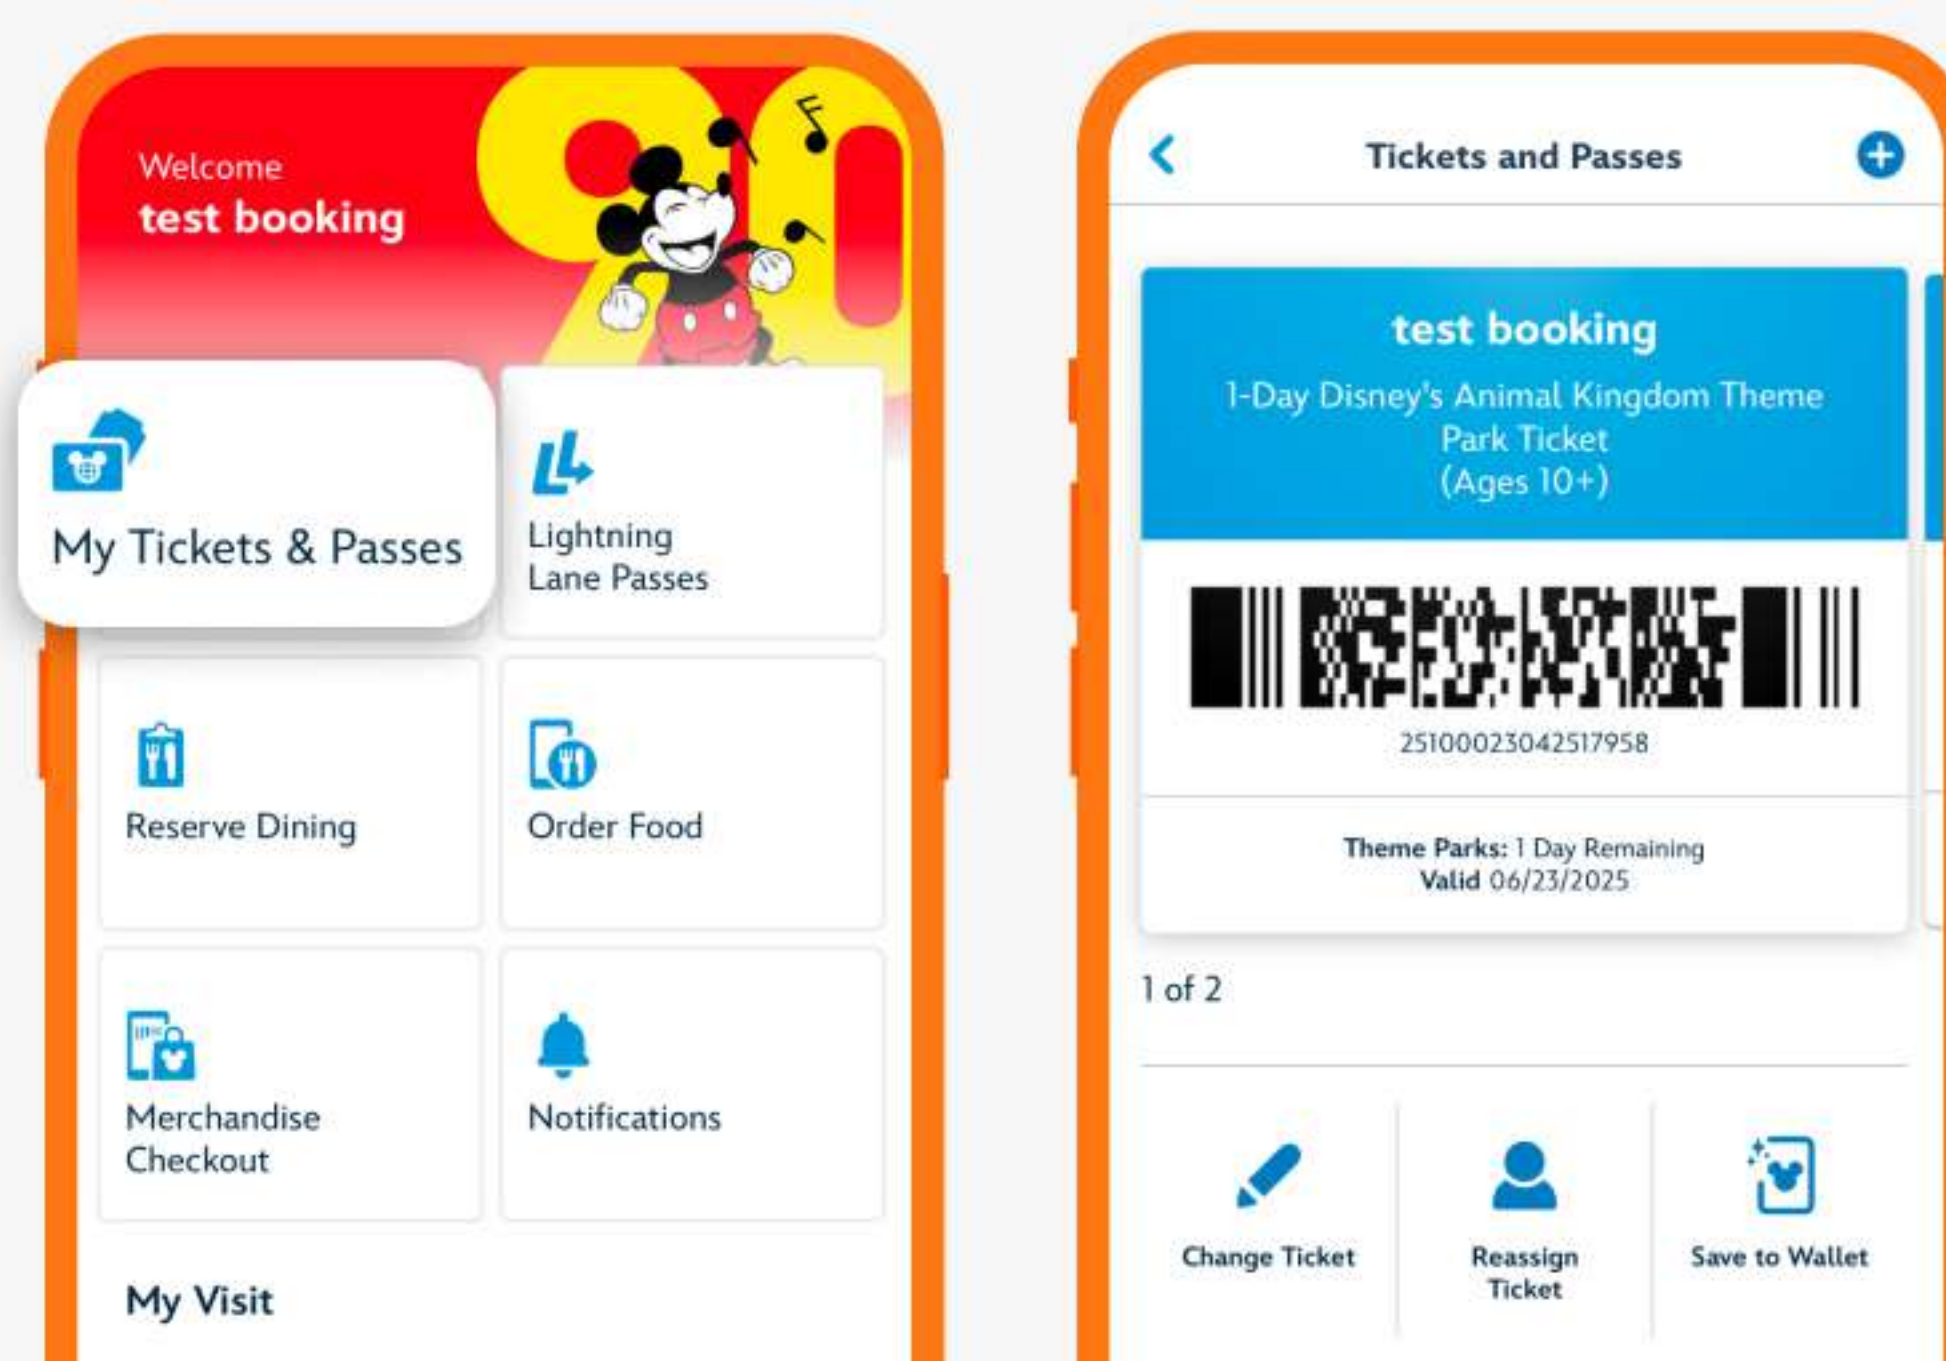 Welcome
test booking
My Tickets & Passes
Lightning
Lane Passes
Reserve Dining
Order Food
Merchandise
Checkout
Notifications
My Visit
Tickets and Passes
test booking
1-Day Disney's Animal Kingdom Theme
Park Ticket
(Ages 10+)
25100023042517958
Theme Parks: 1 Day Remaining
Valid 06/23/2025
1 of 2
Change Ticket
Reassign
Ticket
Save to Wallet